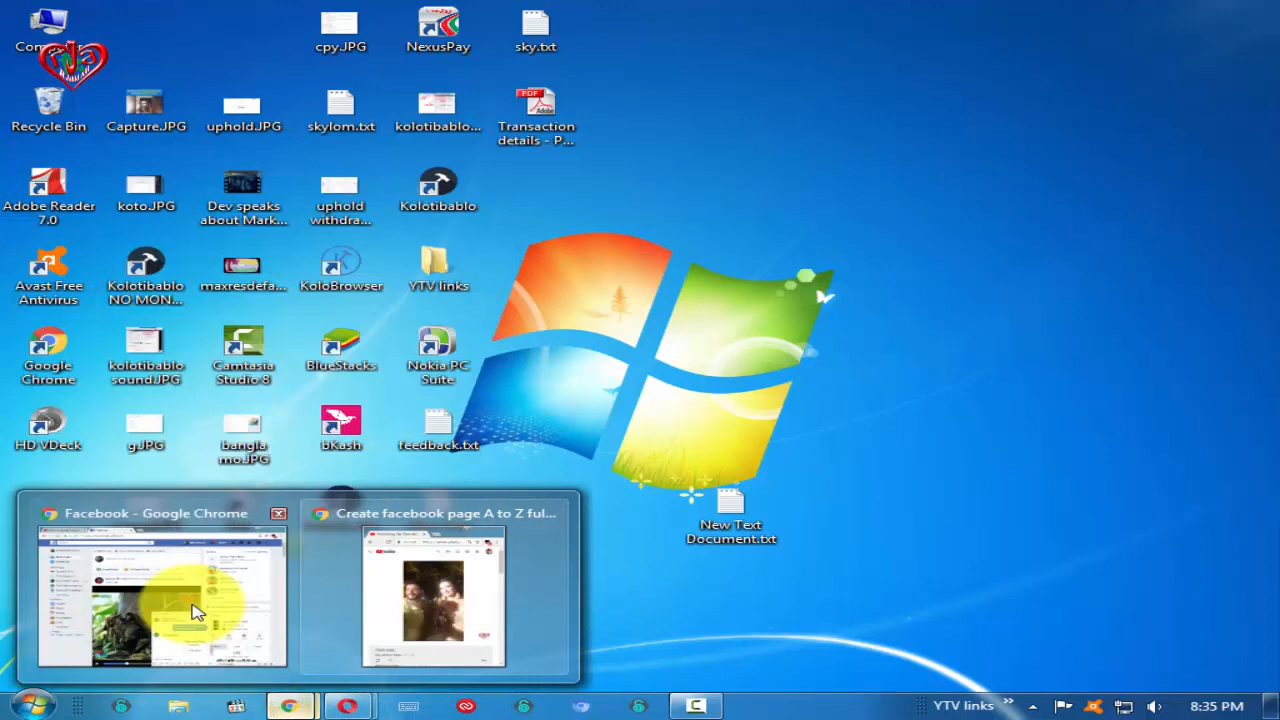 Com
cpy.JPG
NexusPay
sky.txt
Recycle Bin
Capture.JPG
uphold.JPG
skylom.txt
kolotibablo...
Transaction
details - P...
Adobe Reader
7.0
koto.JPG
Dev speaks
about Mark...
uphold
withdra...
Kolotibablo
Avast Free
Antivirus
Kolotibablo
NO MON...
maxresdefa...
KoloBrowser
YTV links
Google
Chrome
kolotibablo
sound.JPG
Camtasia
Studio 8
BlueStacks
Nokia PC
Suite
HD VDeck
g.JPG
bangla
mo.JPG
bKash
feedback.txt
New Text
Document.txt
Facebook - Google Chrome
Create facebook page A to Z ful...
YTV links
8:35 PM